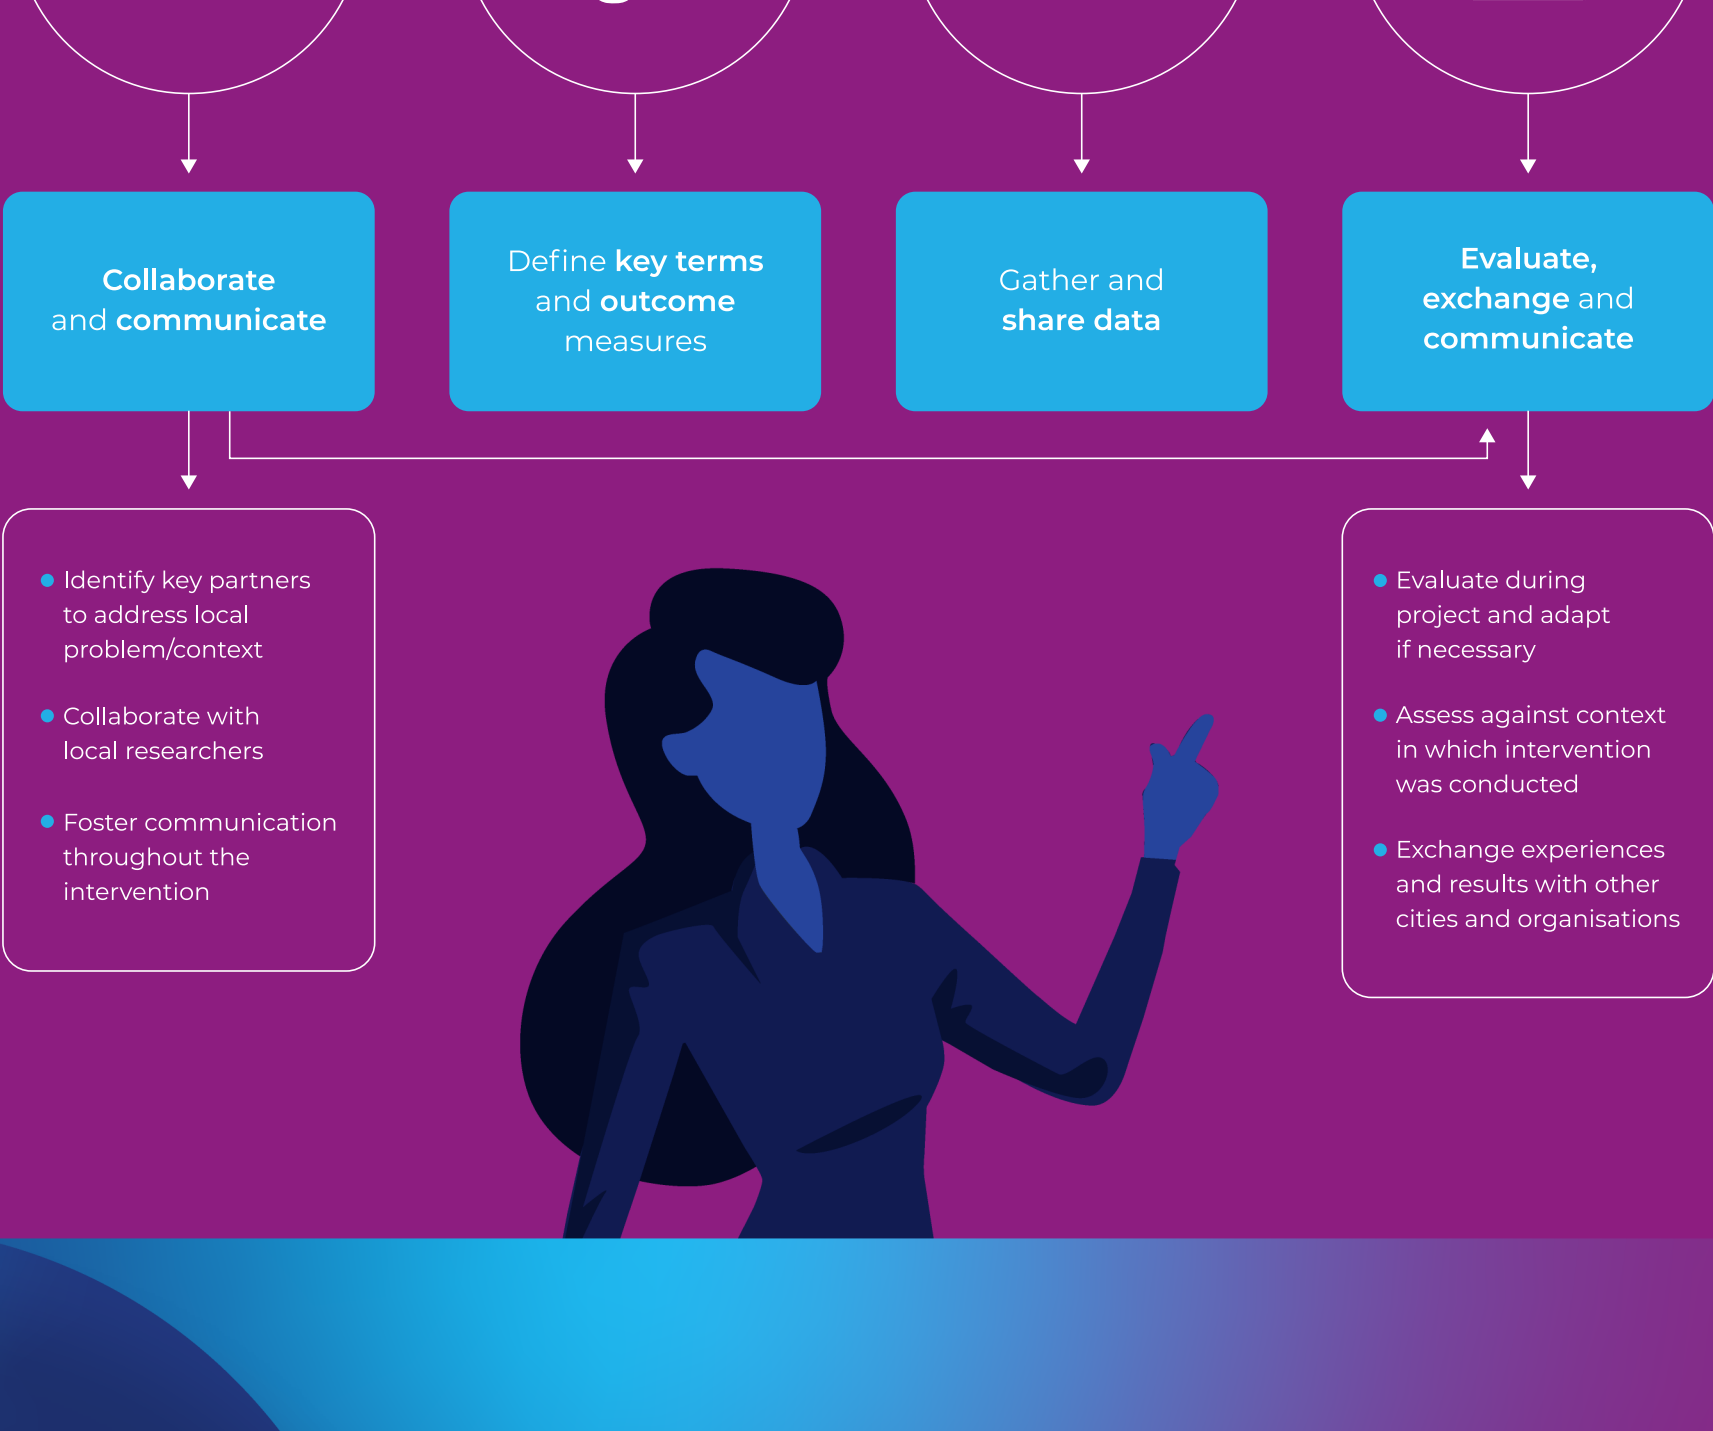 Collaborate
and communicate
Define key terms
and outcome
measures
Gather and
share data
Evaluate,
exchange and
communicate
Identify key partners
to address local
problem/context
Collaborate with
local researchers
Foster communication
throughout the
intervention
Evaluate during
project and adapt
if necessary
Assess against context
in which intervention
was conducted
Exchange experiences
and results with other
cities and organisations